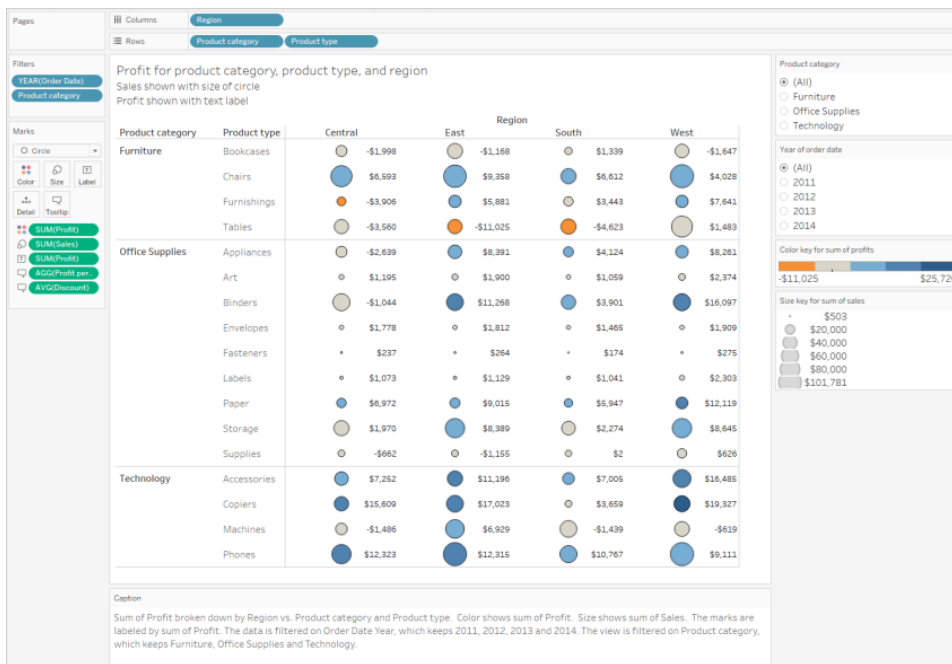 Pages
Columns Region
Rows Product category Product type
Filters
YEAR(Order Date)
Product category
Marks
Circle
Color Size Label
Detail Tooltip
SUM(Profit)
SUM(Sales)
SUM(Profit)
AGG(Profit per..
AVG(Discount)
Profit for product category, product type, and region
Sales shown with size of circle
Profit shown with text label
Region
Product category Product type Central East South West
Furniture Bookcases -$1,998 -$1,168 $1,339 -$1,647
Chairs $6,593 $9,358 $6,612 $4,028
Furnishings -$3,906 $5,881 $3,443 $7,641
Tables -$3,560 -$11,025 -$4,623 $1,483
Office Supplies Appliances -$2,639 $8,391 $4,124 $8,261
Art $1,195 $1,900 $1,059 $2,374
Binders -$1,044 $11,268 $3,901 $16,097
Envelopes $1,778 $1,812 $1,465 $1,909
Fasteners $237 $264 $174 $275
Labels $1,073 $1,129 $1,041 $2,303
Paper $6,972 $9,015 $5,947 $12,119
Storage $1,970 $8,389 $2,274 $8,645
Supplies -$662 -$1,155 $2 $626
Technology Accessories $7,252 $11,196 $7,005 $16,485
Copiers $15,609 $17,023 $3,659 $19,327
Machines -$1,486 $6,929 -$1,439 -$619
Phones $12,323 $12,315 $10,767 $9,111
Product category
(All)
Furniture
Office Supplies
Technology
Year of order date
(All)
2011
2012
2013
2014
Color key for sum of profits
-$11,025
Size key for sum of sales
$503
$20,000
$40,000
$60,000
$80,000
$101,781
Caption
Sum of Profit broken down by Region vs. Product category and Product type. Color shows sum of Profit. Size shows sum of Sales. The marks are
labeled by sum of Profit. The data is filtered on Order Date Year, which keeps 2011, 2012, 2013 and 2014. The view is filtered on Product category,
which keeps Furniture, Office Supplies and Technology.